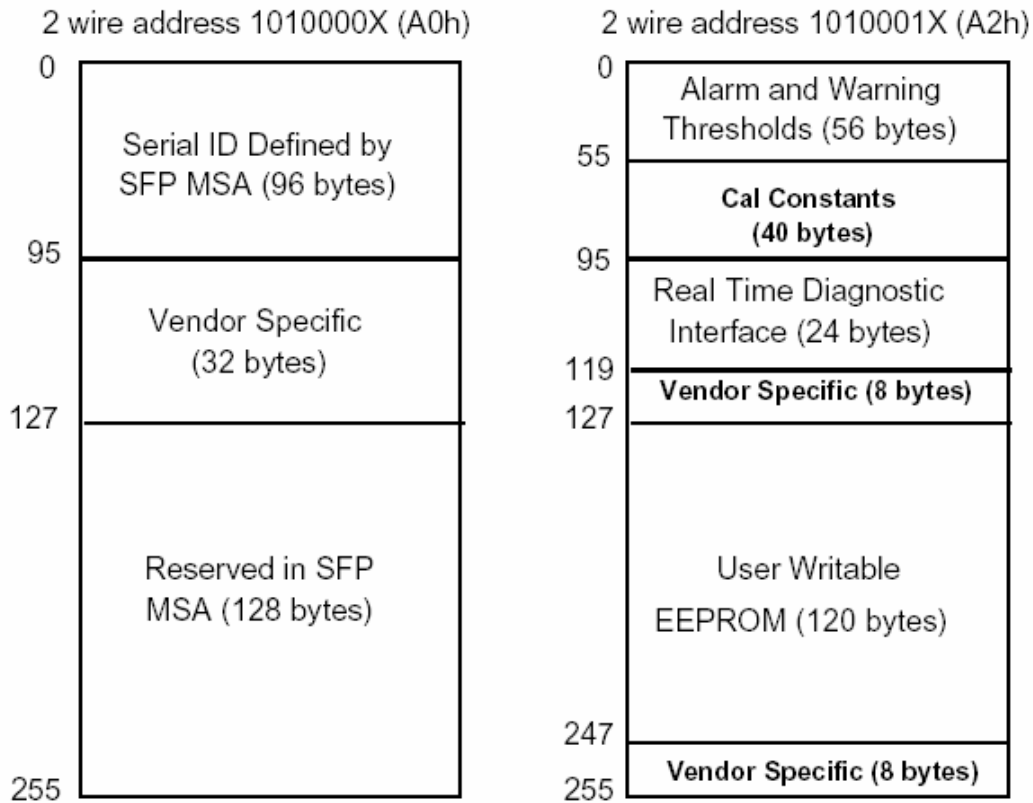 2 wire address 1010000X (A0h)
0
Serial ID Defined by
SFP MSA (96 bytes)
95
Vendor Specific
(32 bytes)
127
Reserved in SFP
MSA (128 bytes)
255
2 wire address 1010001X (A2h)
0
Alarm and Warning
Thresholds (56 bytes)
55
Cal Constants
(40 bytes)
95
Real Time Diagnostic
Interface (24 bytes)
119
Vendor Specific (8 bytes)
127
User Writable
EEPROM (120 bytes)
247
Vendor Specific (8 bytes)
255